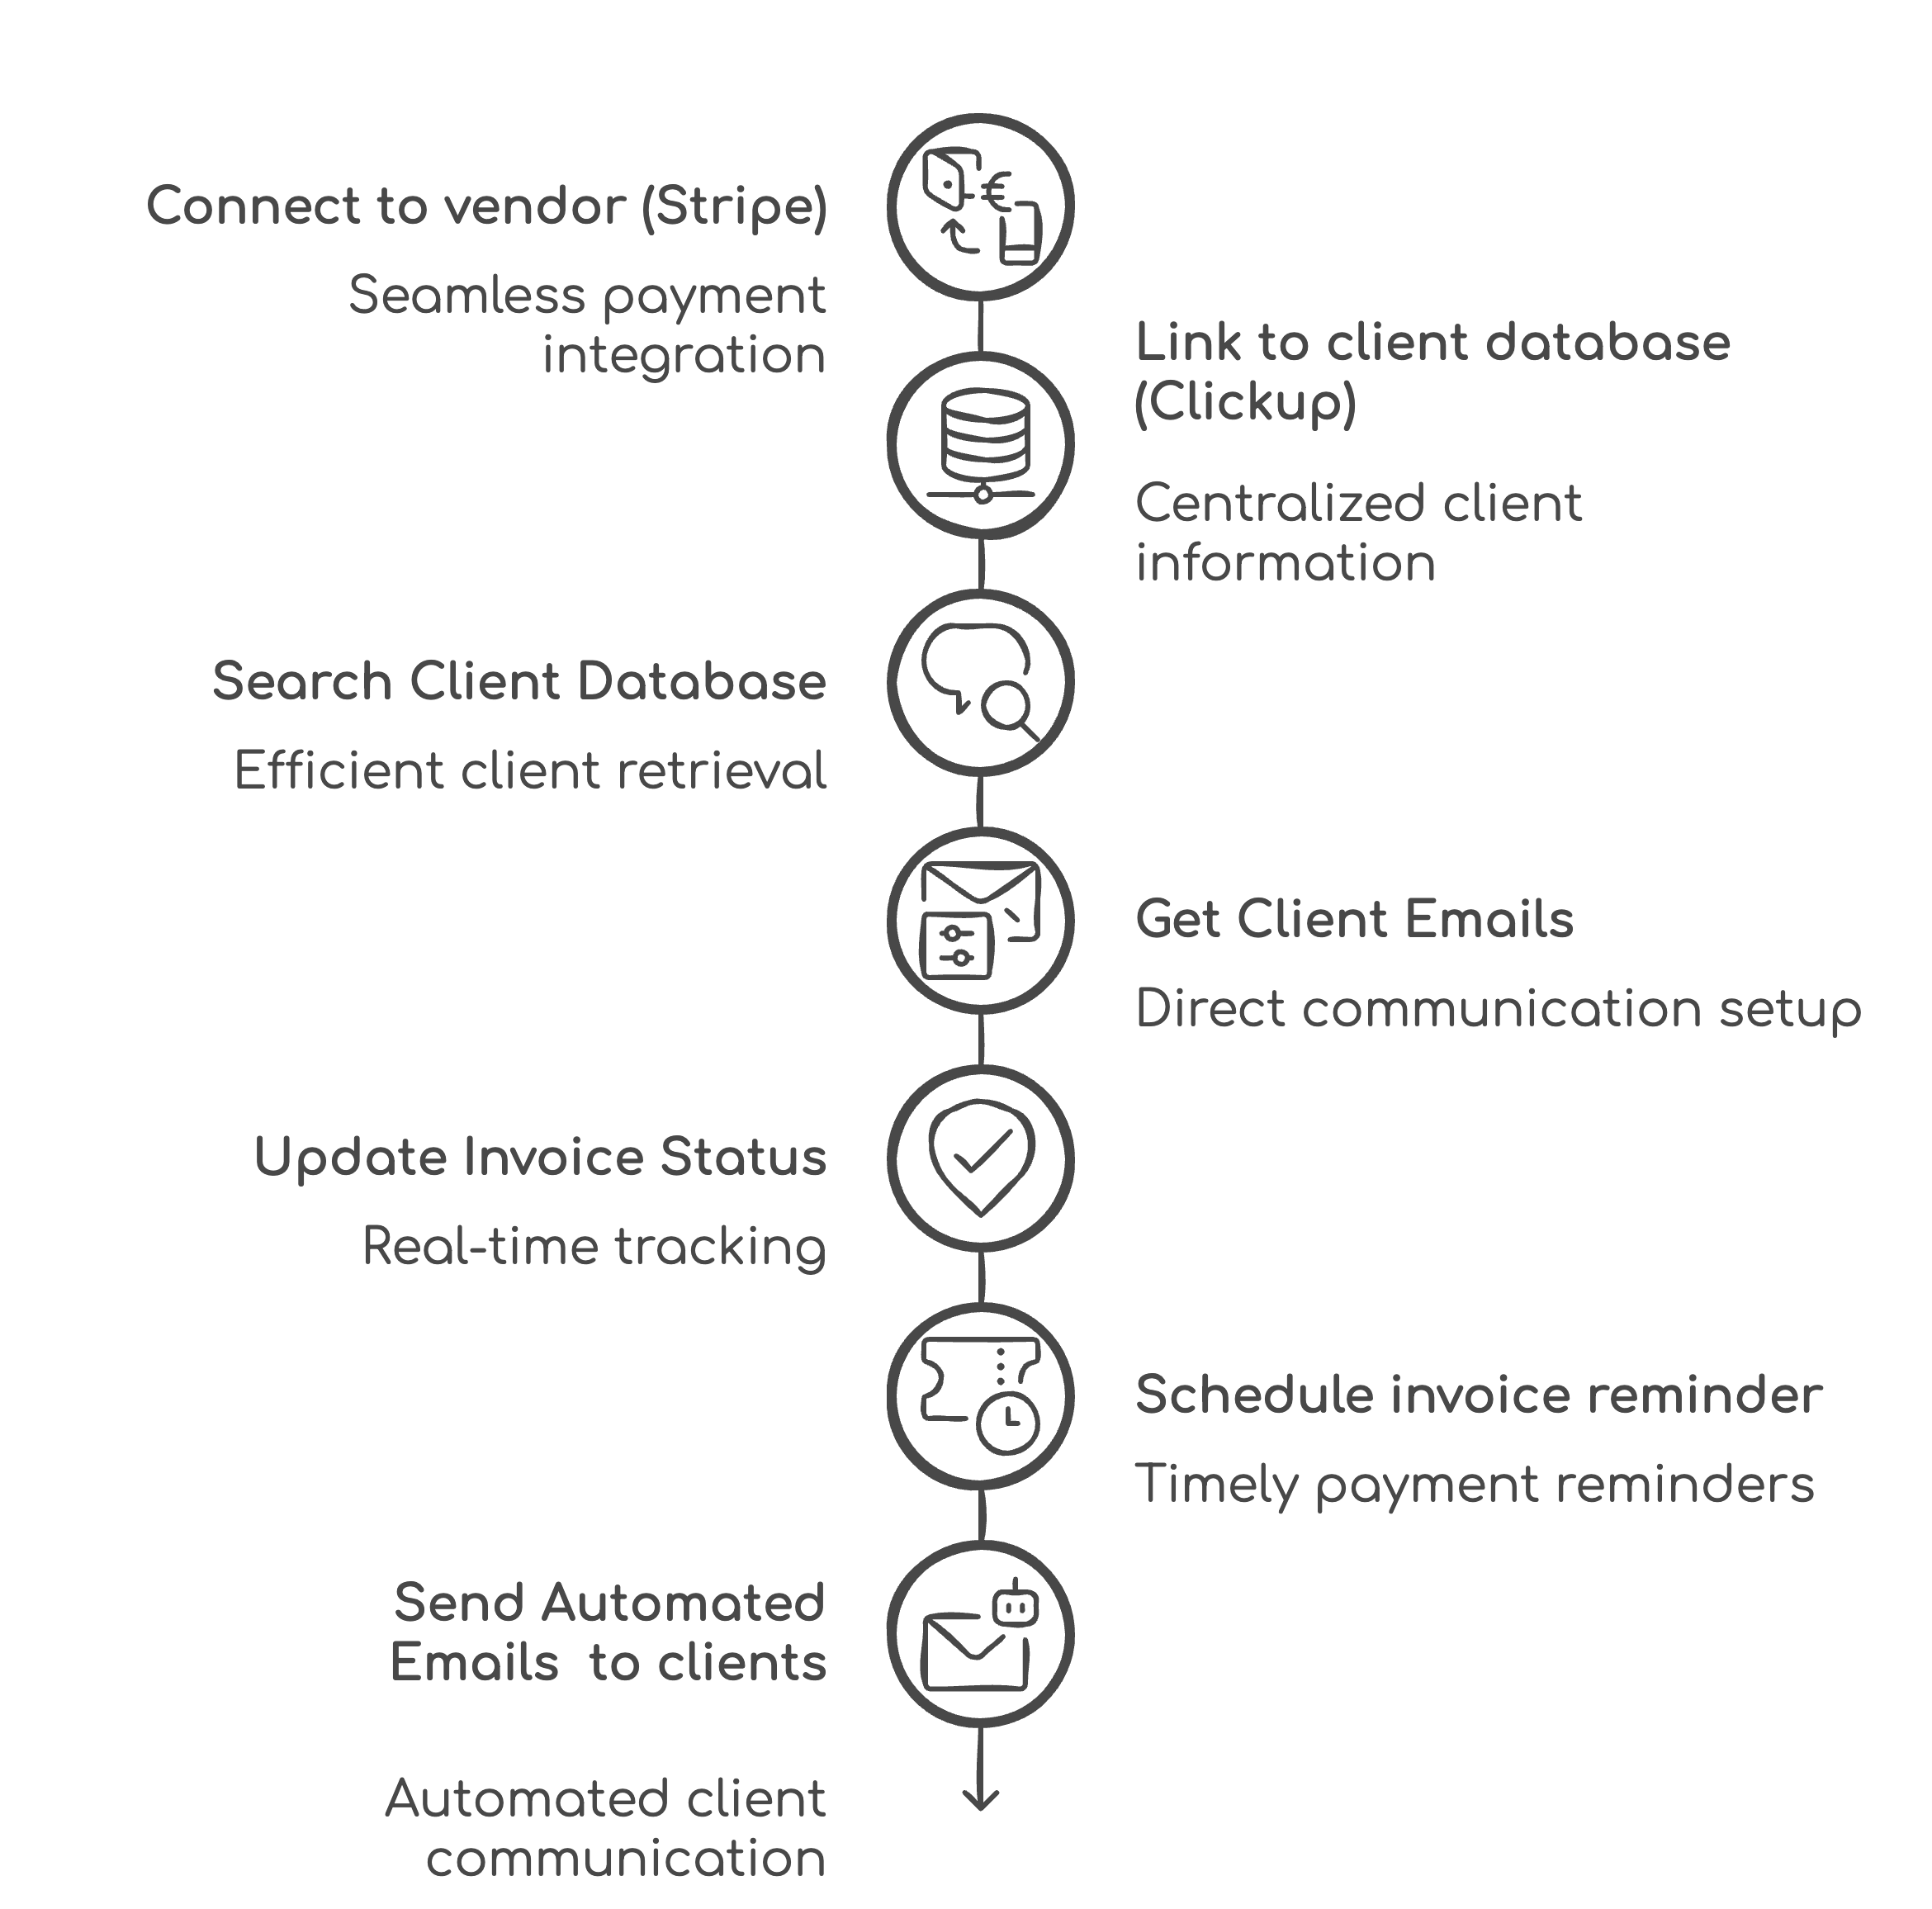 Connect to vendor (Stripe)
Seamless payment
integration
Link to client database
(Clickup)
Centralized client
information
Search Client Database
Efficient client retrieval
Get Client Emails
Direct communication setup
Update Invoice Status
Real-time tracking
Schedule invoice reminder
Timely payment reminders
Send Automated
Emails  to clients
Automated client
communication